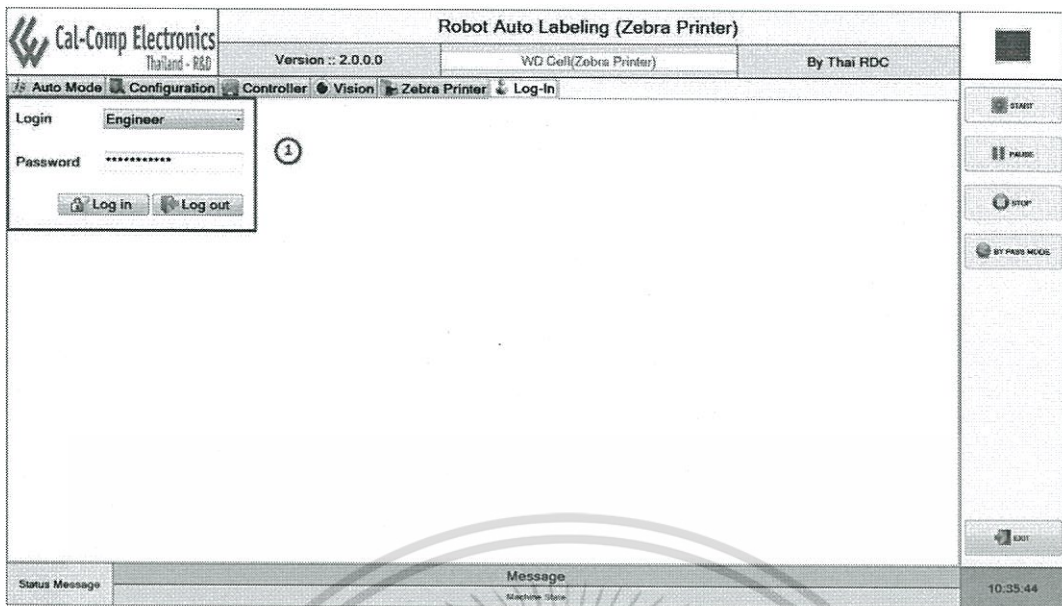 Cal-Comp Electronics
Thailand - R&D
Robot Auto Labeling (Zebra Printer)
Version :: 2.0.0.0
WD Cell(Zebra Printer)
By Thai RDC
Auto Mode Configuration Controller Vision Zebra Printer Log-In
Login Engineer
Password ***********
Log in Log out
1
START
PAUSE
STOP
BY PASS MODE
EXIT
Status Message
Message
Machine State
10:35:44